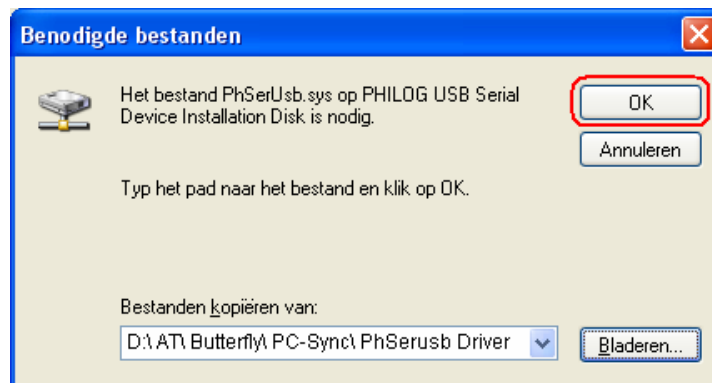 Benodigde bestanden
Het bestand PhSerUsb.sys op PHILOG USB Serial
Device Installation Disk is nodig.
OK
Annuleren
Typ het pad naar het bestand en klik op OK.
Bestanden kopiëren van:
D:\ AT\ Butterfly\ PC-Sync\ PhSerusb Driver
Bladeren...